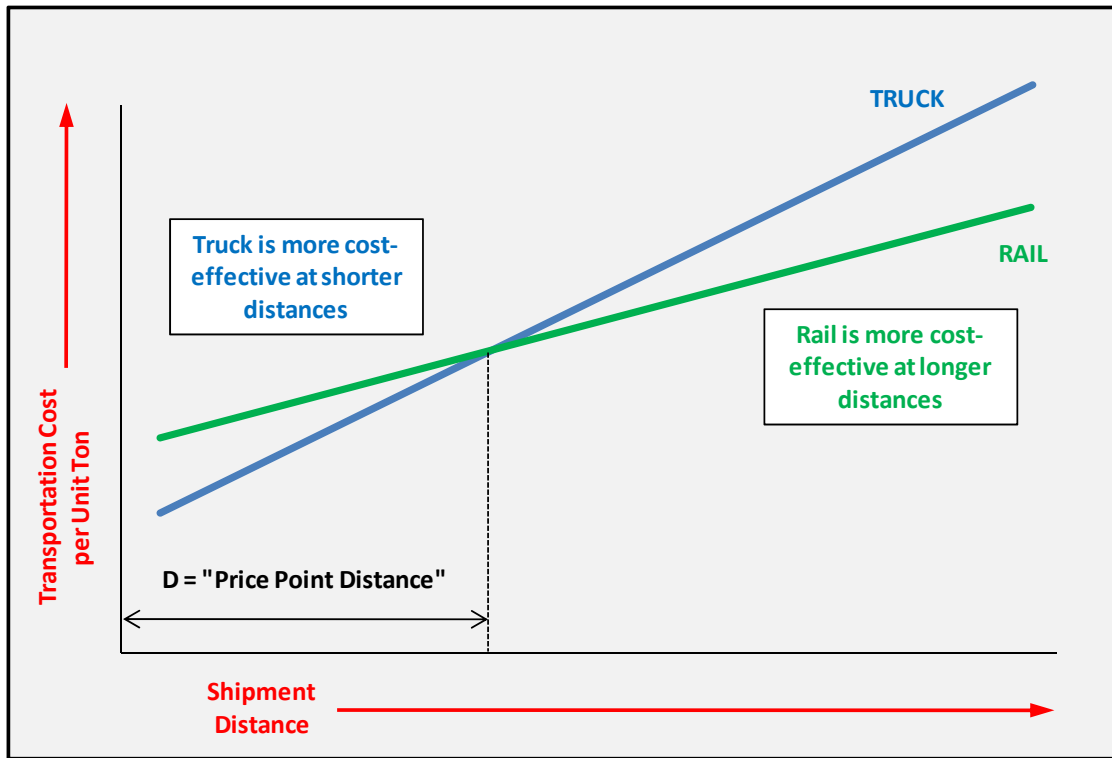 TRUCK
Truck is more cost-
effective at shorter
distances
RAIL
Rail is more cost-
effective at longer
distances
Transportation Cost
per Unit Ton
D = "Price Point Distance"
Shipment
Distance